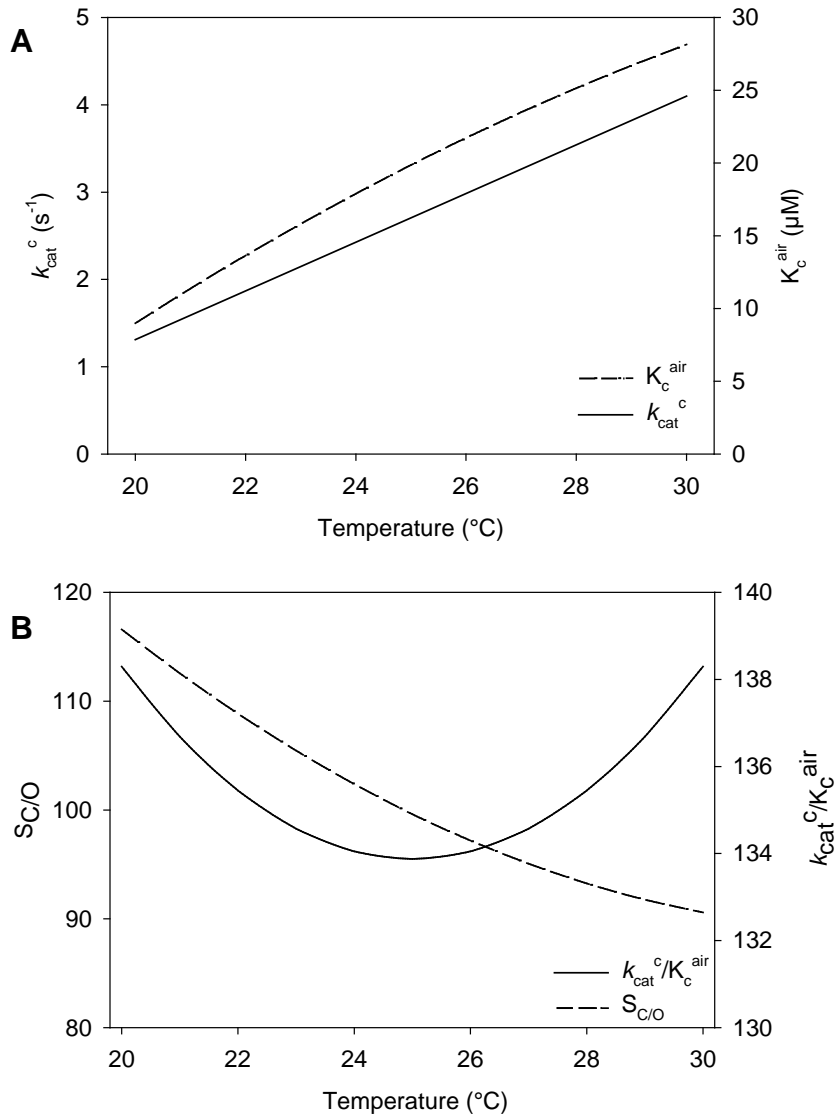 A
5
4
3
2
1
0
k_cat^c (s^-1)
30
25
20
15
10
5
0
K_c^air (µM)
K_c^air
k_cat^c
20 22 24 26 28 30
Temperature (°C)
B
120
110
100
90
80
S_C/O
140
138
136
134
132
130
k_cat^c/K_c^air
k_cat^c/K_c^air
S_C/O
20 22 24 26 28 30
Temperature (°C)